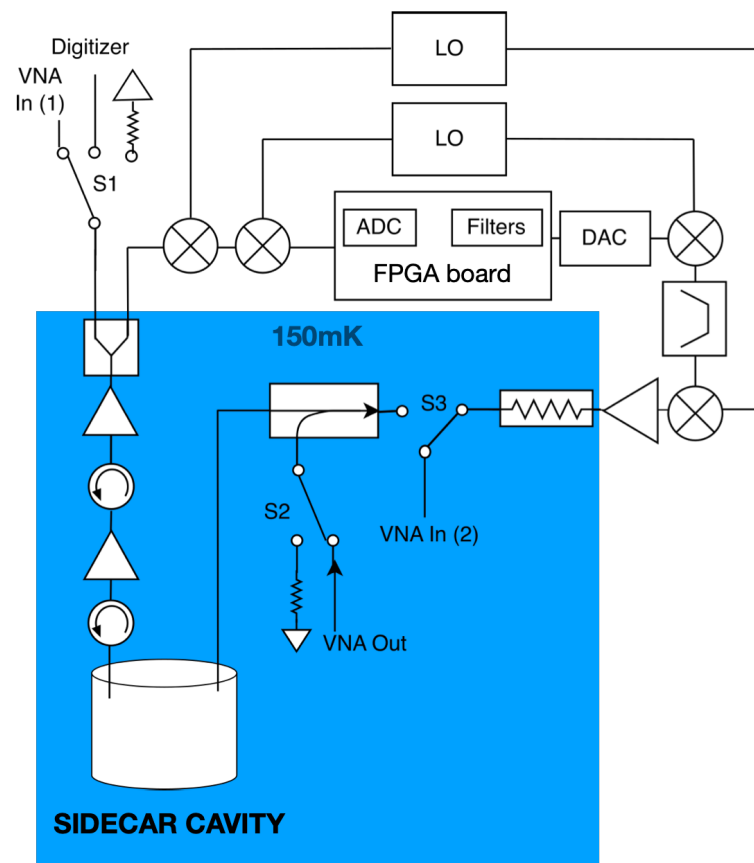 Digitizer
VNA
In (1)
S1
LO
LO
ADC
Filters
FPGA board
DAC
150mK
S3
S2
VNA In (2)
VNA Out
SIDECAR CAVITY